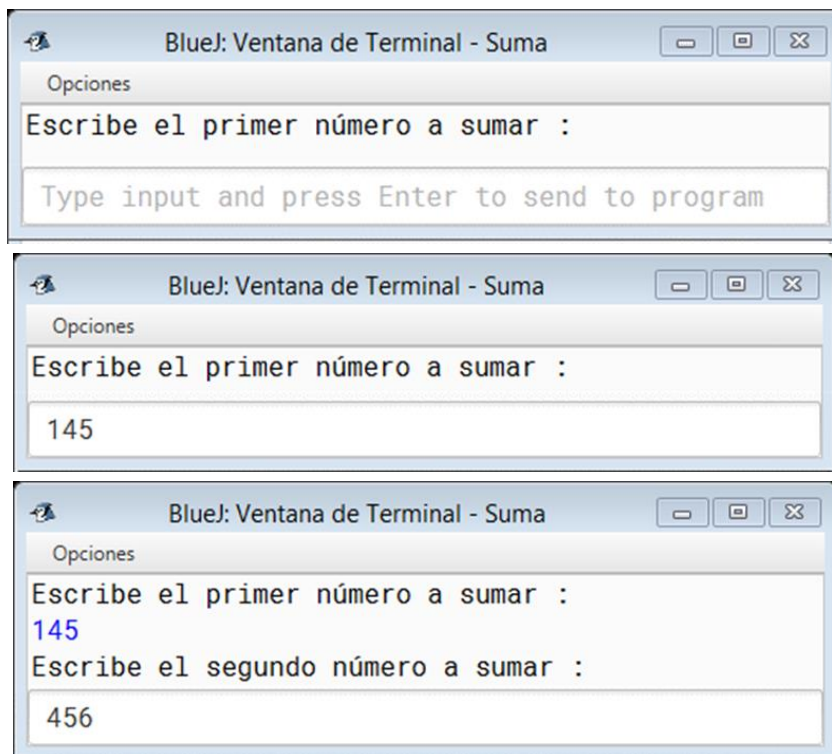 BlueJ: Ventana de Terminal - Suma
Opciones
Escribe el primer número a sumar :
Type input and press Enter to send to program
BlueJ: Ventana de Terminal - Suma
Opciones
Escribe el primer número a sumar :
145
BlueJ: Ventana de Terminal - Suma
Opciones
Escribe el primer número a sumar :
145
Escribe el segundo número a sumar :
456